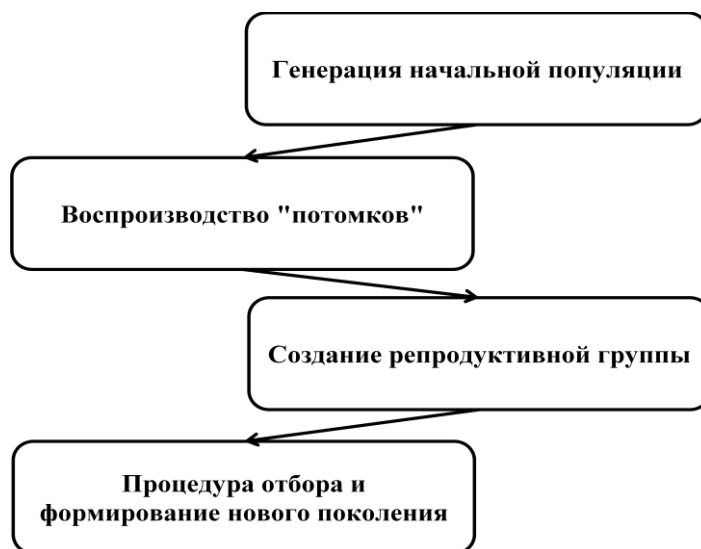 Генерация начальной популяции
Воспроизводство "потомков"
Создание репродуктивной группы
Процедура отбора и
формирование нового поколения